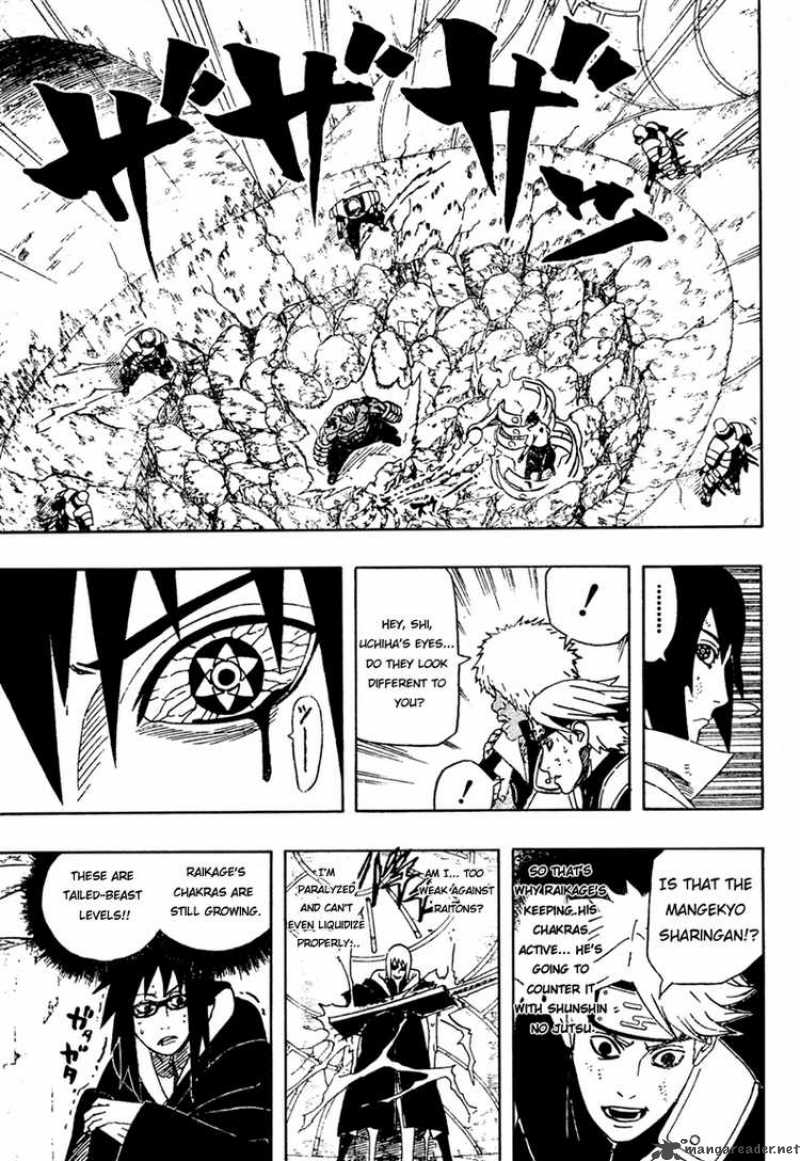 ザザザザッ
..........
!
!
HEY, SHI,
UCHIHA'S EYES...
DO THEY LOOK
DIFFERENT TO
YOU?
ツー
IS THAT THE
MANGEKYO
SHARINGAN!?
SO THAT'S
WHY RAIKAGE'S
KEEPING HIS
CHAKRAS
ACTIVE... HE'S
GOING TO
COUNTER IT
WITH SHUNSHIN
NO JUTSU.
AM I... TOO
WEAK AGAINST
RAITONS?
I'M
PARALYZED
AND CAN'T
EVEN LIQUIDIZE
PROPERLY...
RAIKAGE'S
CHAKRAS ARE
STILL GROWING.
THESE ARE
TAILED-BEAST
LEVELS!!
ガタガタ
mangareader.net